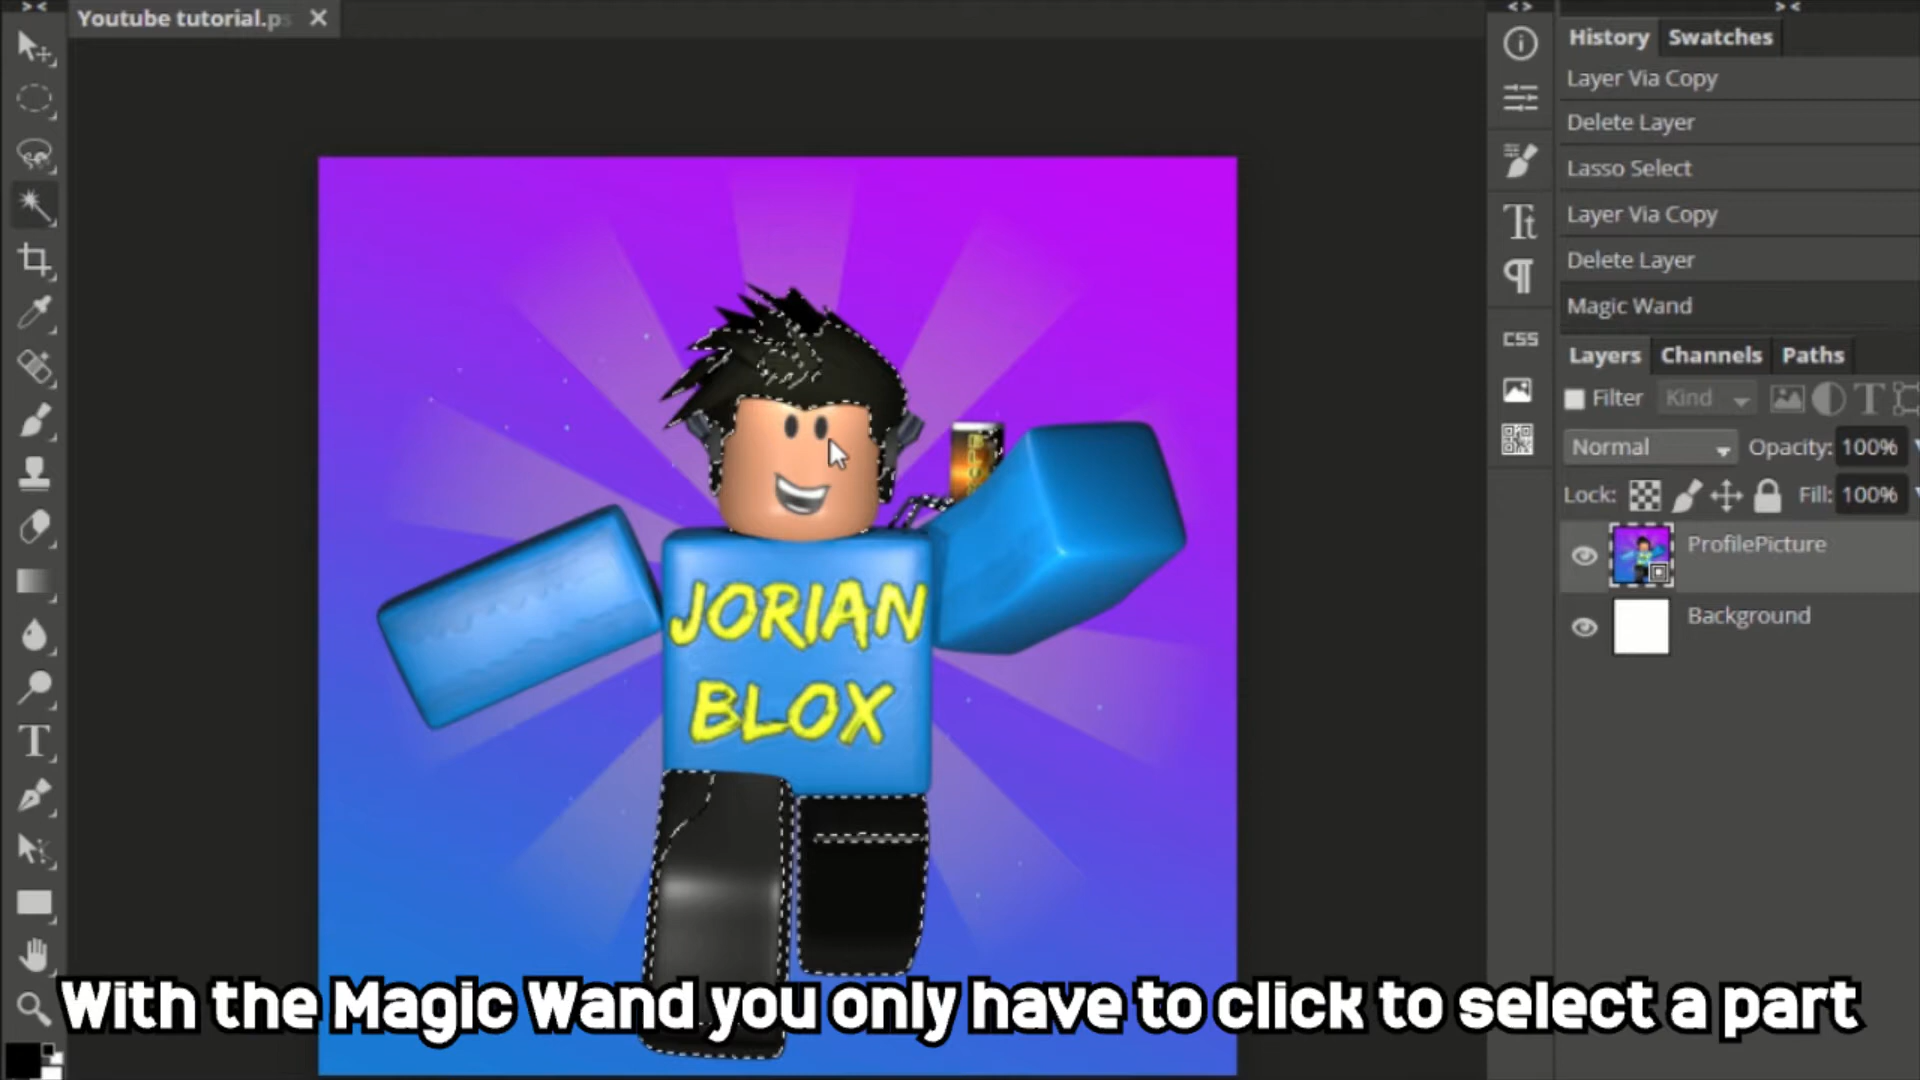 Youtube tutorial.ps
History Swatches
Layer Via Copy
Delete Layer
Lasso Select
Layer Via Copy
Delete Layer
Magic Wand
CSS
Layers Channels Paths
Filter Kind
Normal Opacity: 100%
Lock: Fill: 100%
ProfilePicture
Background
JORIAN
BLOX
With the Magic Wand you only have to click to select a part